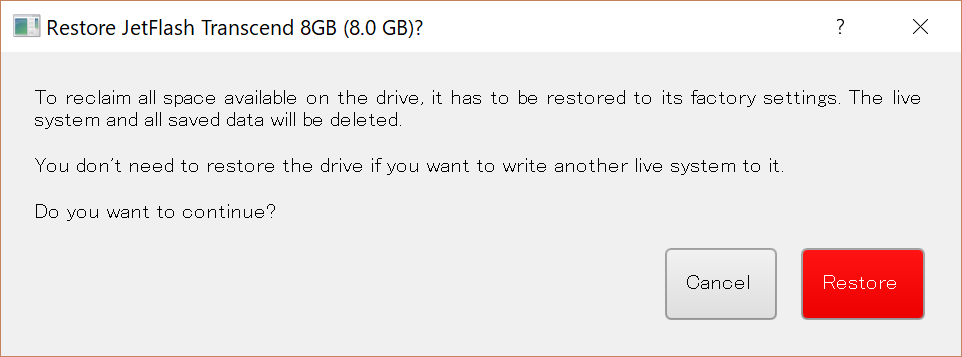 Restore JetFlash Transcend 8GB (8.0 GB)?
?
To reclaim all space available on the drive, it has to be restored to its factory settings. The live
system and all saved data will be deleted.
You don't need to restore the drive if you want to write another live system to it.
Do you want to continue?
Cancel
Restore